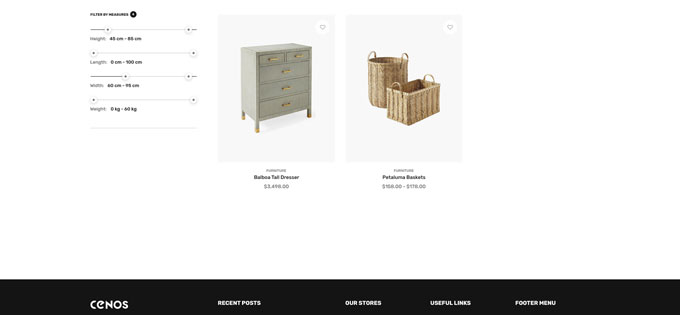 FILTER BY MEASURES
Height: 45 cm - 85 cm
Length: 0 cm - 100 cm
Width: 60 cm - 95 cm
Weight: 0 kg - 60 kg
FURNITURE
Balboa Tall Dresser
$3,498.00
FURNITURE
Petaluma Baskets
$158.00 - $178.00
CENOS
RECENT POSTS
OUR STORES
USEFUL LINKS
FOOTER MENU